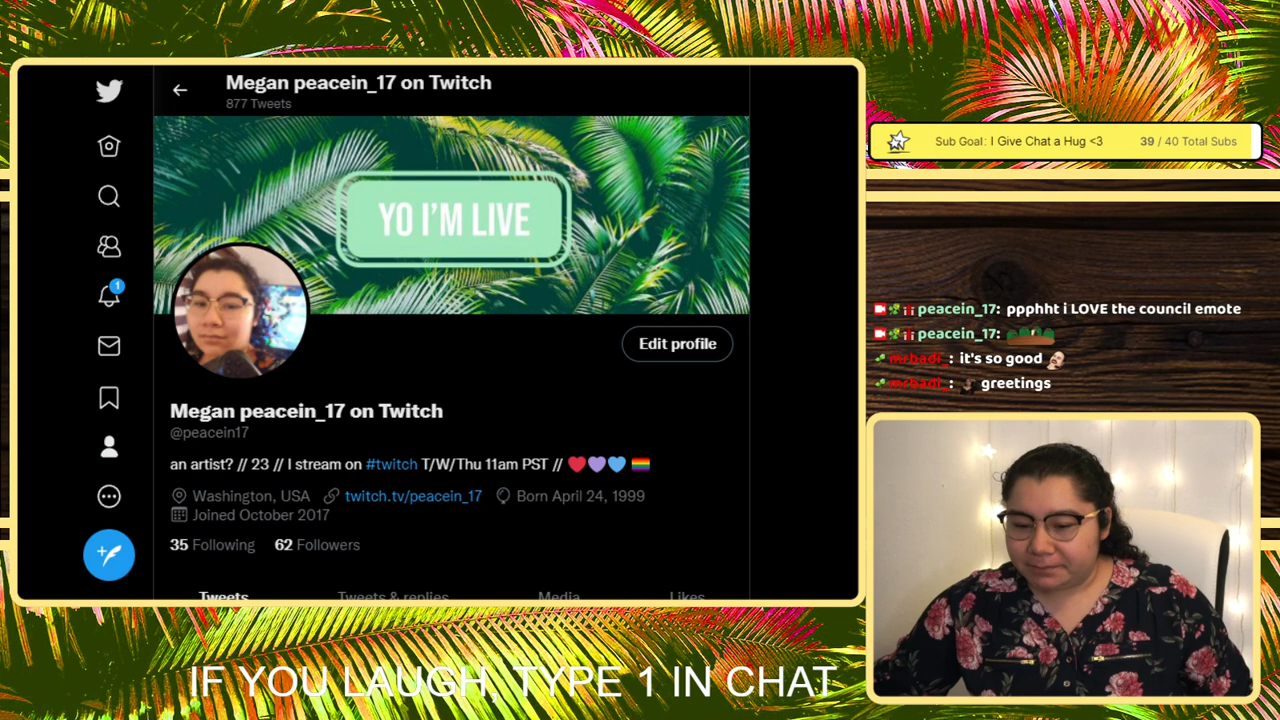 Megan peacein_17 on Twitch
877 Tweets
YO I'M LIVE
1
Edit profile
Megan peacein_17 on Twitch
@peacein17
an artist? // 23 // I stream on #twitch T/W/Thu 11am PST //
Washington, USA twitch.tv/peacein_17 Born April 24, 1999
Joined October 2017
35 Following 62 Followers
Tweets Tweets & replies Media Likes
Sub Goal: I Give Chat a Hug <3 39 / 40 Total Subs
peacein_17: ppphht i LOVE the council emote
peacein_17:
mrbadi_: it's so good
mrbadi_: greetings
IF YOU LAUGH, TYPE 1 IN CHAT